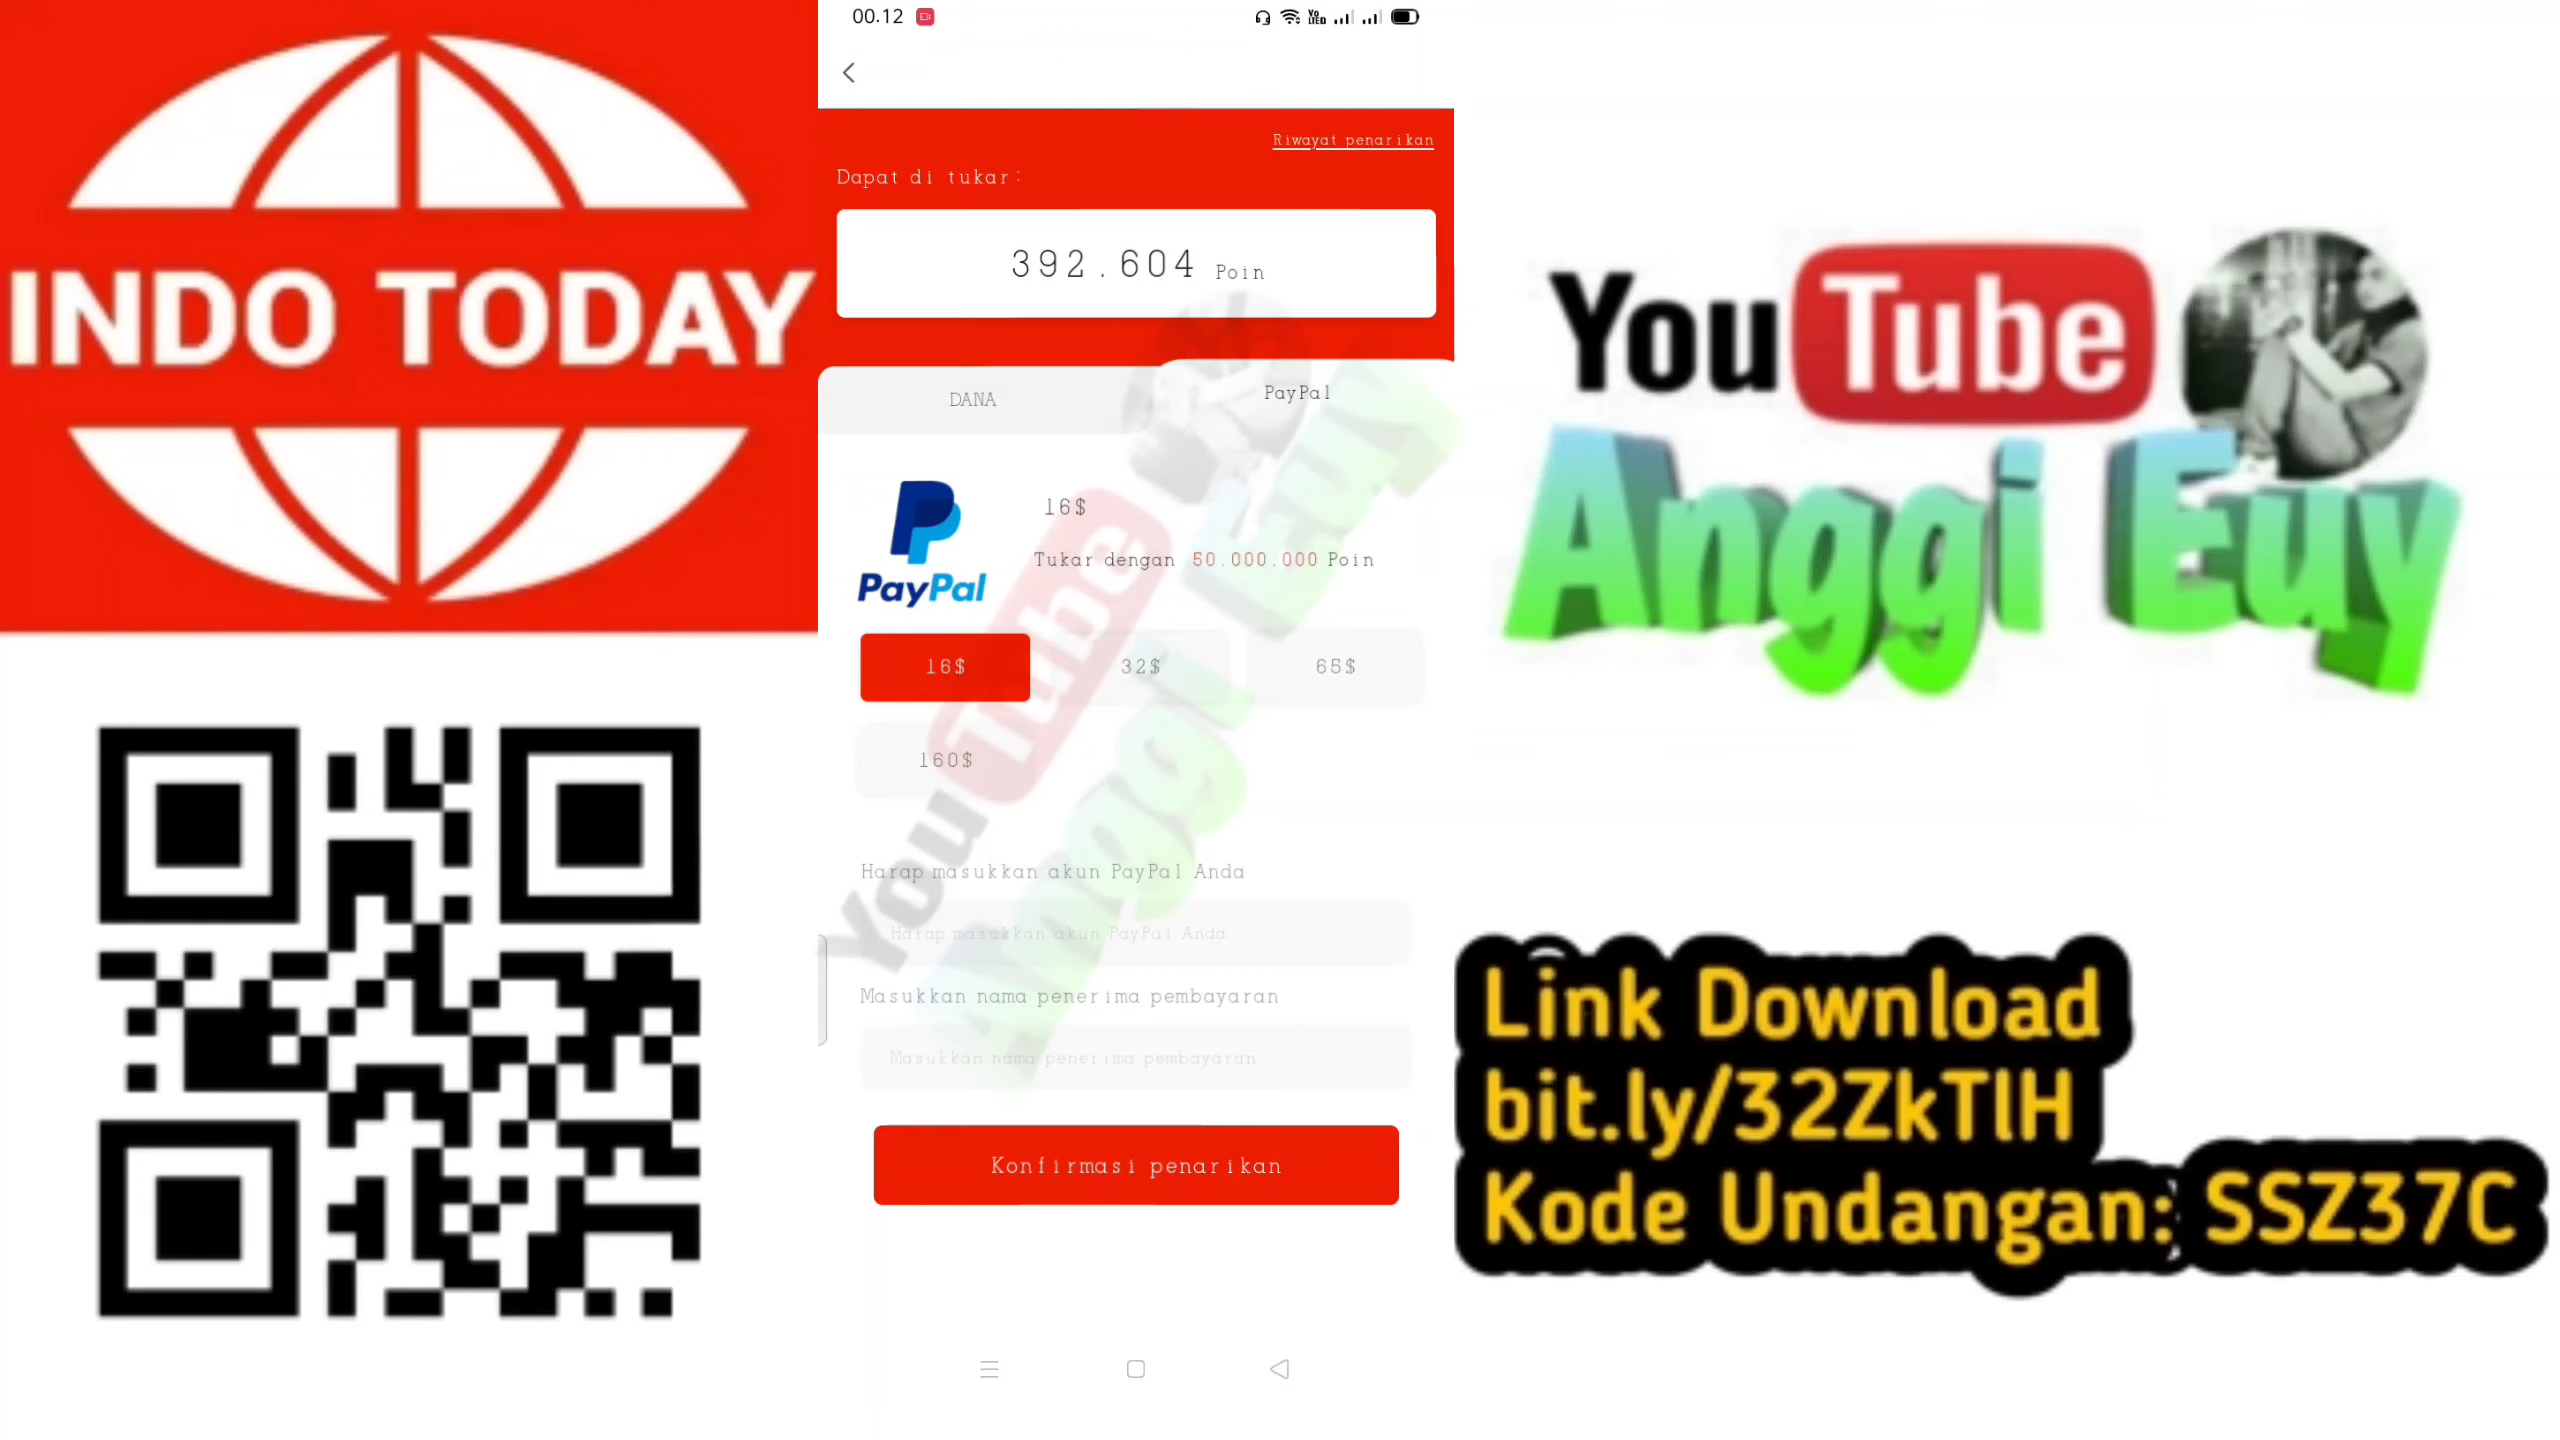 INDO TODAY
00.12
Riwayat penarikan
Dapat di tukar:
392.604 Poin
DANA
PayPal
16$
Tukar dengan 50.000.000 Poin
PayPal
16$
32$
65$
160$
Harap masukkan akun PayPal Anda
Harap masukkan akun PayPal Anda
Masukkan nama penerima pembayaran
Masukkan nama penerima pembayaran
Konfirmasi penarikan
YouTube
Anggi Euy
YouTube
Anggi Euy
Link Download
bit.ly/32ZkTlH
Kode Undangan: SSZ37C